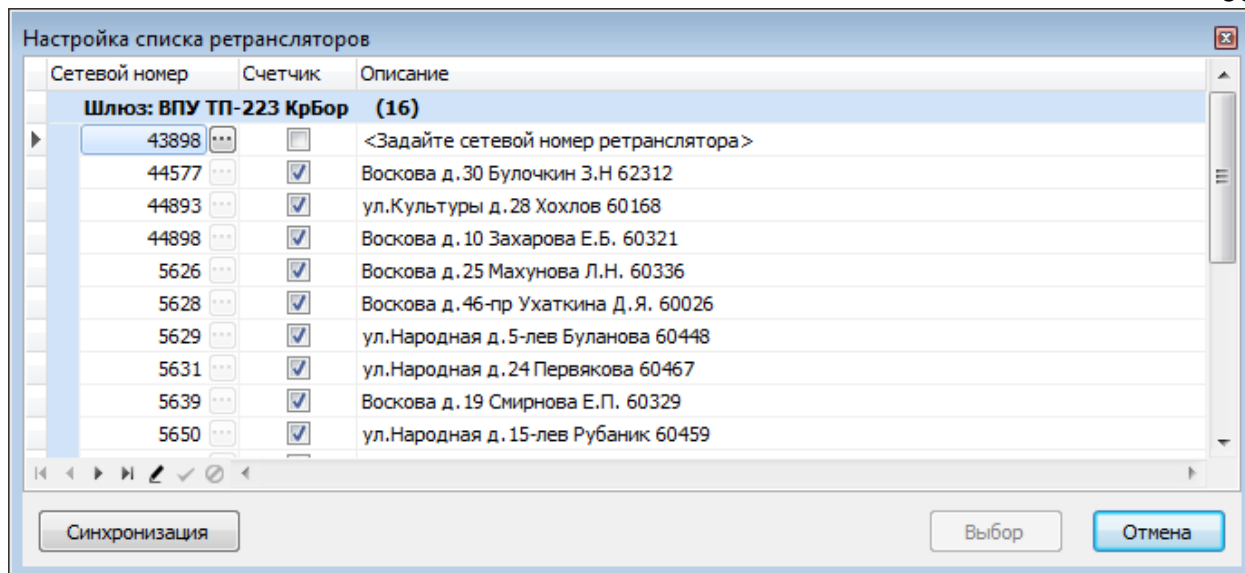 Настройка списка ретрансляторов
Сетевой номер Счетчик Описание
Шлюз: ВПУ ТП-223 КрБор (16)
43898 ... <Задайте сетевой номер ретранслятора>
44577 ... Воскова д.30 Булочкин З.Н 62312
44893 ... ул.Культуры д.28 Хохлов 60168
44898 ... Воскова д.10 Захарова Е.Б. 60321
5626 ... Воскова д.25 Махунова Л.Н. 60336
5628 ... Воскова д.46-пр Ухаткина Д.Я. 60026
5629 ... ул.Народная д.5-лев Буланова 60448
5631 ... ул.Народная д.24 Первякова 60467
5639 ... Воскова д.19 Смирнова Е.П. 60329
5650 ... ул.Народная д.15-лев Рубаник 60459
Синхронизация Выбор Отмена